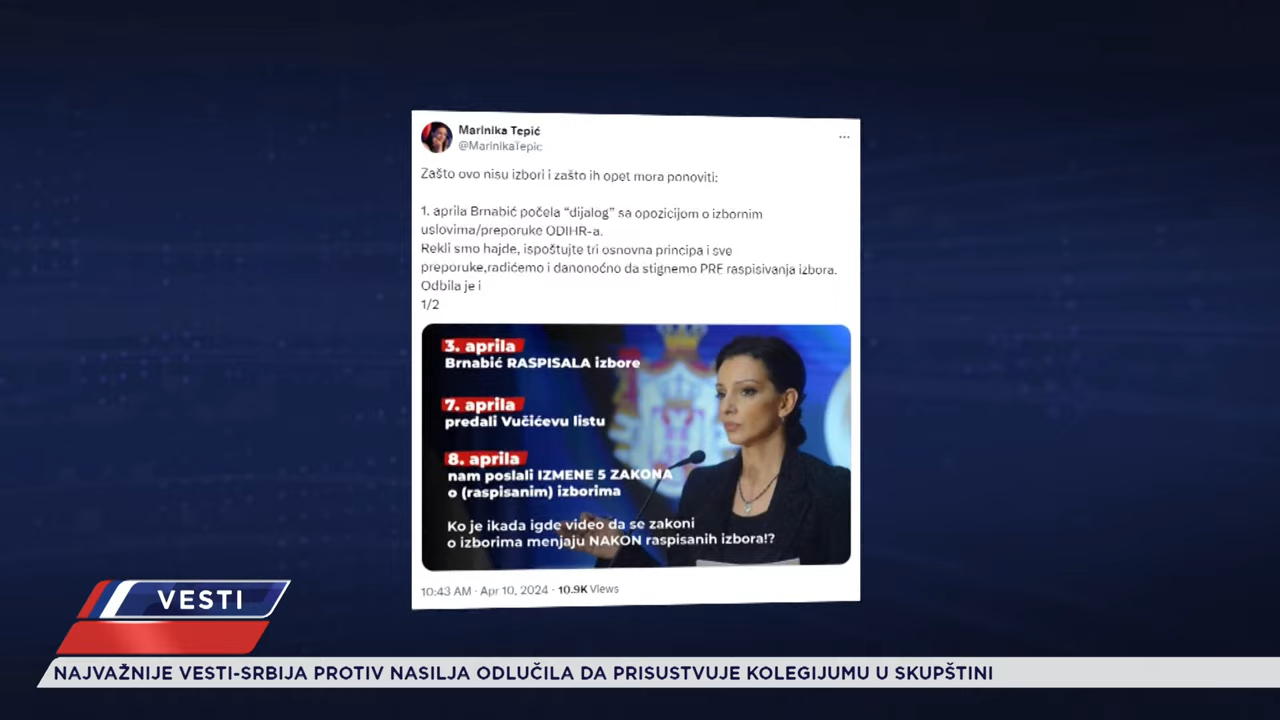 Marinika Tepić
@MarinikaTepic
Zašto ovo nisu izbori i zašto ih opet mora ponoviti:
1. aprila Brnabić počela “dijalog” sa opozicijom o izbornim
uslovima/preporuke ODIHR-a.
Rekli smo hajde, ispoštujte tri osnovna principa i sve
preporuke,radićemo i danonoćno da stignemo PRE raspisivanja izbora.
Odbila je i
1/2
3. aprila
Brnabić RASPISALA izbore
7. aprila
predali Vučićevu listu
8. aprila
nam poslali IZMENE 5 ZAKONA
o (raspisanim) izborima
Ko je ikada igde video da se zakoni
o izborima menjaju NAKON raspisanih izbora!?
10:43 AM · Apr 10, 2024 · 10.9K Views
VESTI
NAJVAŽNIJE VESTI-SRBIJA PROTIV NASILJA ODLUČILA DA PRISUSTVUJE KOLEGIJUMU U SKUPŠTINI